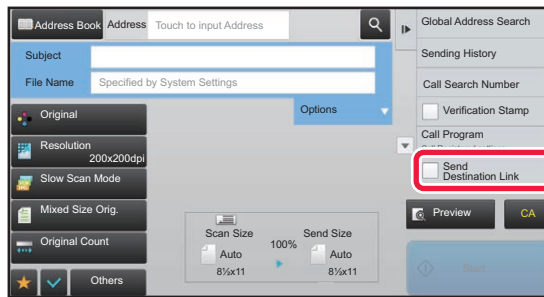 Address Book
Address
Touch to input Address
Subject
File Name
Specified by System Settings
Options
Original
Resolution
200x200dpi
Slow Scan Mode
Mixed Size Orig.
Original Count
Others
Scan Size
Auto
8½x11
100%
Send Size
Auto
8½x11
Global Address Search
Sending History
Call Search Number
Verification Stamp
Call Program
Send
Destination Link
Preview
CA
Start